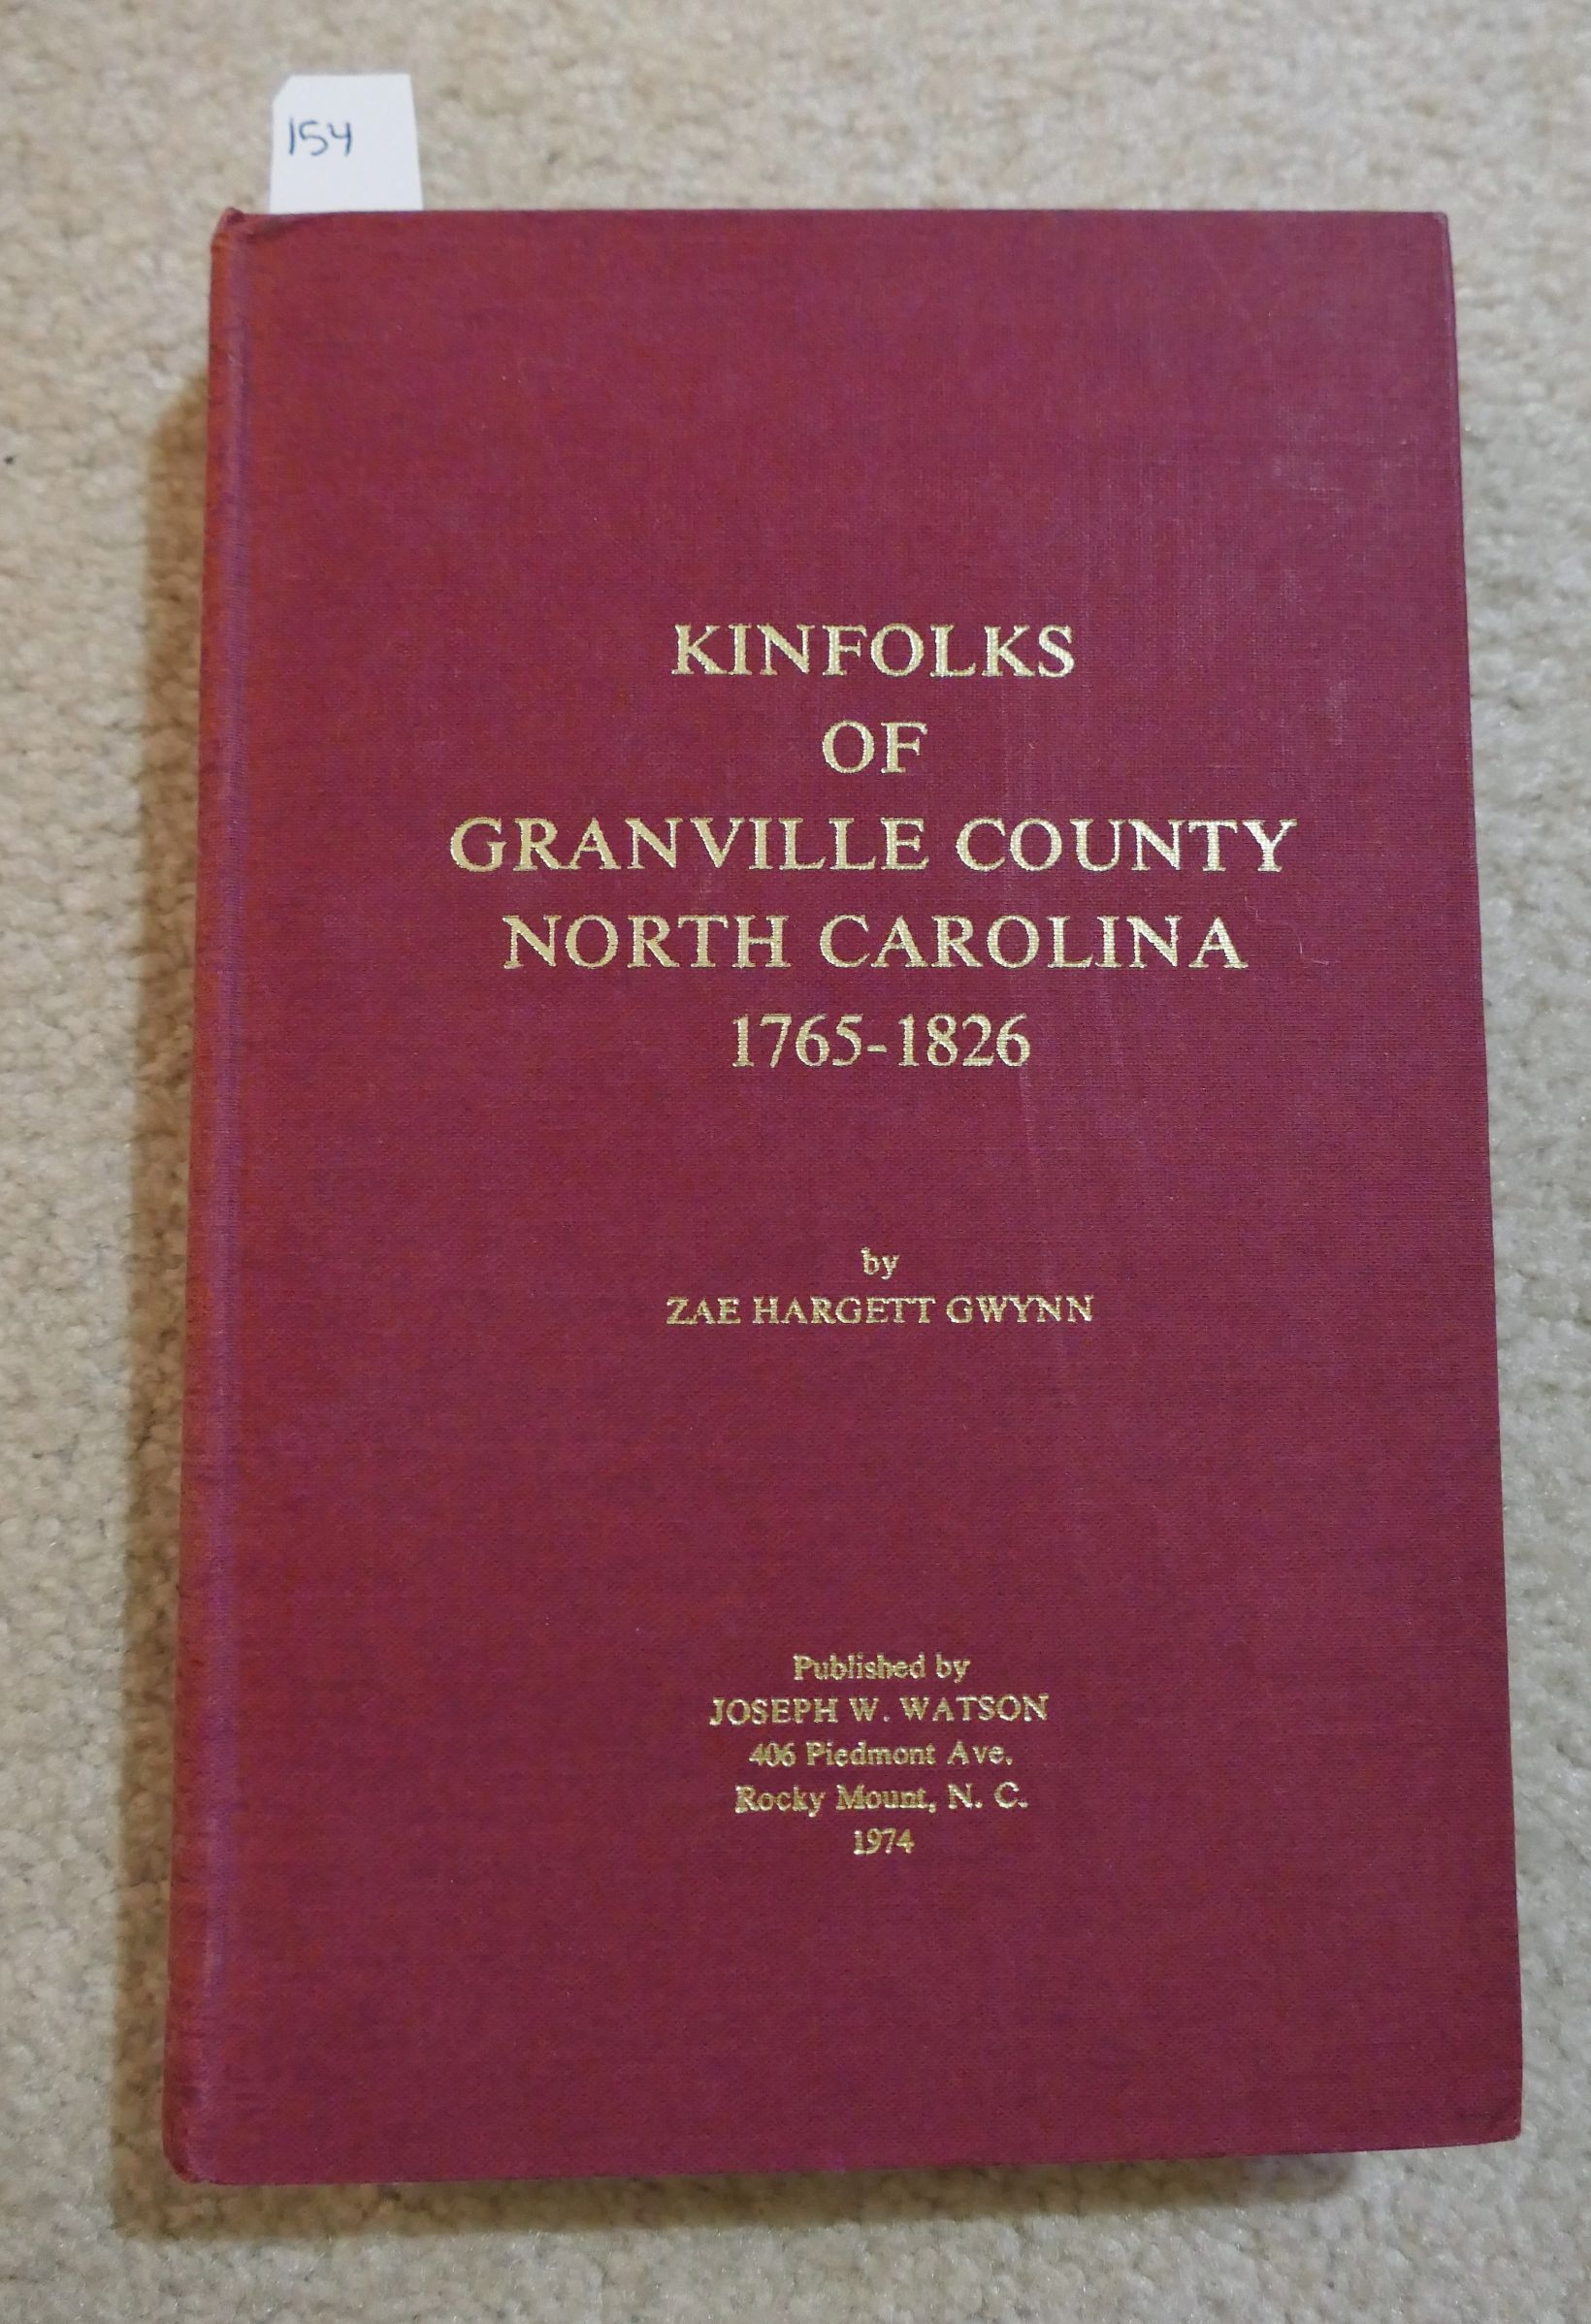 154
KINFOLKS
OF
GRANVILLE COUNTY
NORTH CAROLINA
1765-1826
by
ZAE HARGETT GWYNN
Published by
JOSEPH W. WATSON
406 Piedmont Ave.
Rocky Mount, N. C.
1974